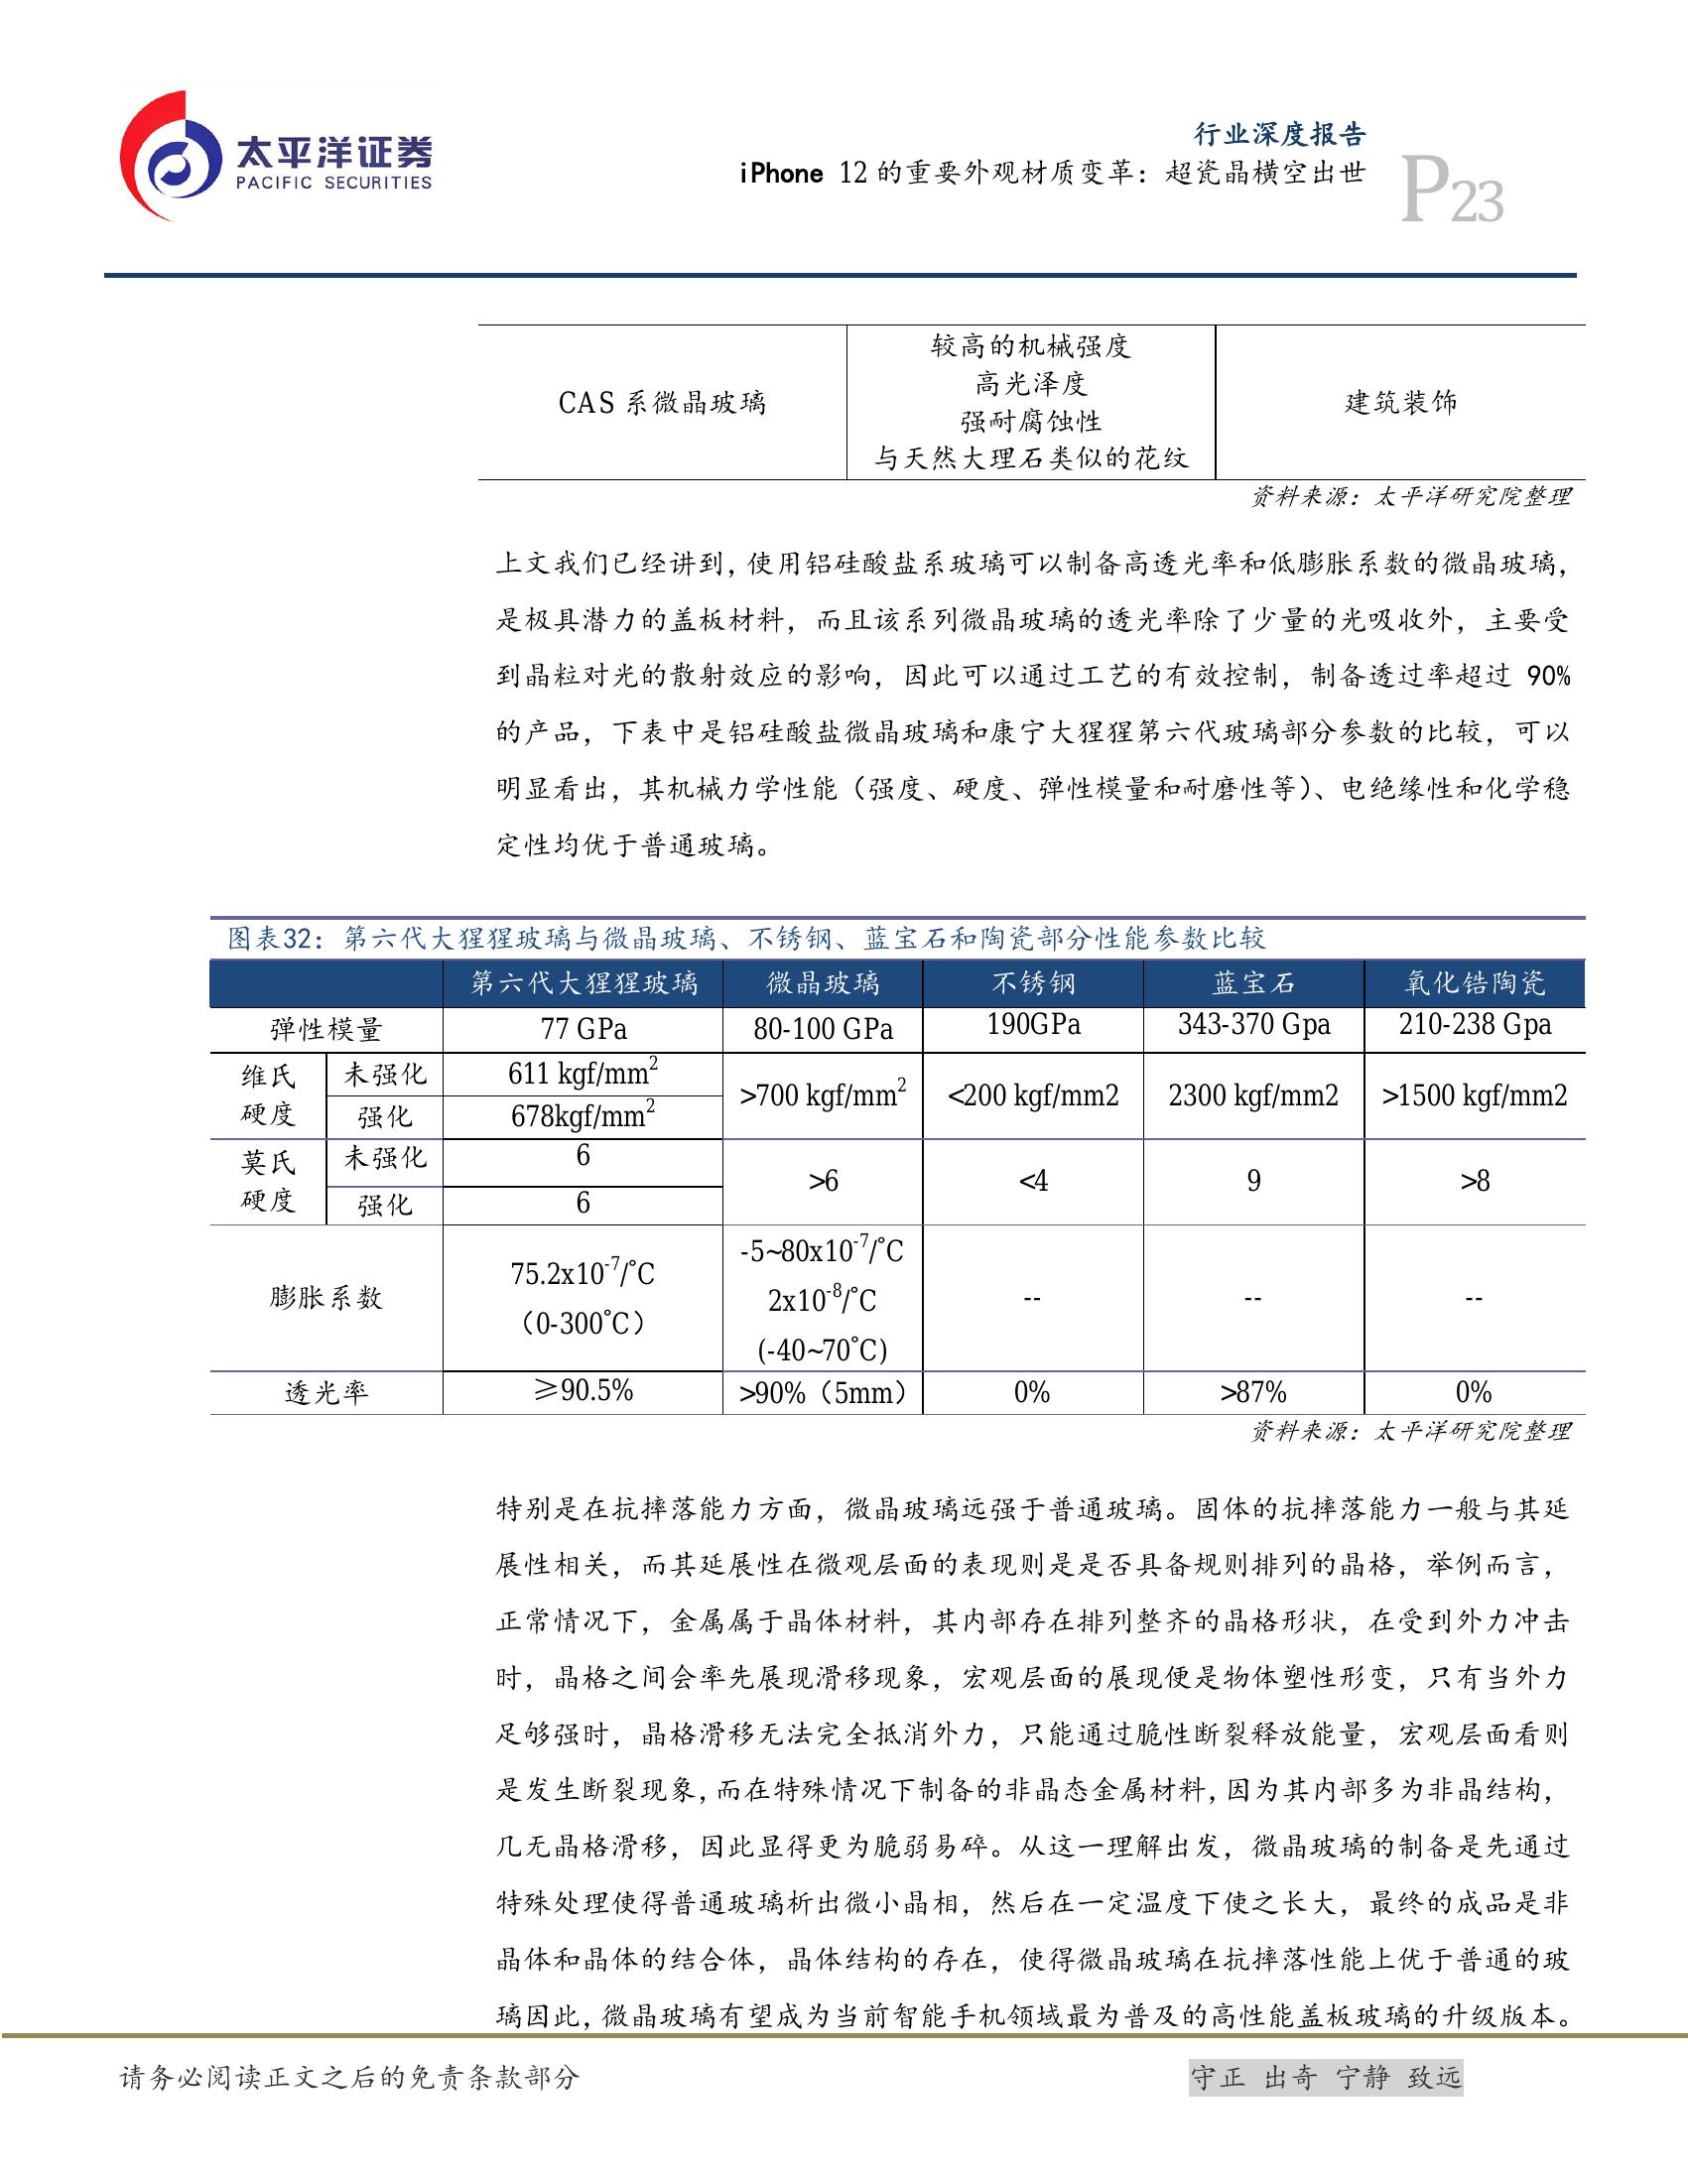 太平洋证券
PACIFIC SECURITIES
行业深度报告
iPhone 12 的重要外观材质变革：超瓷晶横空出世
P23
CAS 系微晶玻璃
较高的机械强度
高光泽度
强耐腐蚀性
与天然大理石类似的花纹
建筑装饰
资料来源：太平洋研究院整理
上文我们已经讲到，使用铝硅酸盐系玻璃可以制备高透光率和低膨胀系数的微晶玻璃，
是极具潜力的盖板材料，而且该系列微晶玻璃的透光率除了少量的光吸收外，主要受
到晶粒对光的散射效应的影响，因此可以通过工艺的有效控制，制备透过率超过 90%
的产品，下表中是铝硅酸盐微晶玻璃和康宁大猩猩第六代玻璃部分参数的比较，可以
明显看出，其机械力学性能（强度、硬度、弹性模量和耐磨性等）、电绝缘性和化学稳
定性均优于普通玻璃。
图表32：第六代大猩猩玻璃与微晶玻璃、不锈钢、蓝宝石和陶瓷部分性能参数比较
第六代大猩猩玻璃 微晶玻璃 不锈钢 蓝宝石 氧化锆陶瓷
弹性模量 77 GPa 80-100 GPa 190GPa 343-370 Gpa 210-238 Gpa
维氏硬度 未强化 611 kgf/mm² >700 kgf/mm² <200 kgf/mm2 2300 kgf/mm2 >1500 kgf/mm2
强化 678kgf/mm²
莫氏硬度 未强化 6 >6 <4 9 >8
强化 6
膨胀系数 75.2x10⁻⁷/°C（0-300°C） -5~80x10⁻⁷/°C 2x10⁻⁸/°C (-40~70°C) -- -- --
透光率 ≥90.5% >90%（5mm） 0% >87% 0%
资料来源：太平洋研究院整理
特别是在抗摔落能力方面，微晶玻璃远强于普通玻璃。固体的抗摔落能力一般与其延
展性相关，而其延展性在微观层面的表现则是是否具备规则排列的晶格，举例而言，
正常情况下，金属属于晶体材料，其内部存在排列整齐的晶格形状，在受到外力冲击
时，晶格之间会率先展现滑移现象，宏观层面的展现便是物体塑性形变，只有当外力
足够强时，晶格滑移无法完全抵消外力，只能通过脆性断裂释放能量，宏观层面看则
是发生断裂现象，而在特殊情况下制备的非晶态金属材料，因为其内部多为非晶结构，
几无晶格滑移，因此显得更为脆弱易碎。从这一理解出发，微晶玻璃的制备是先通过
特殊处理使得普通玻璃析出微小晶相，然后在一定温度下使之长大，最终的成品是非
晶体和晶体的结合体，晶体结构的存在，使得微晶玻璃在抗摔落性能上优于普通的玻
璃因此，微晶玻璃有望成为当前智能手机领域最为普及的高性能盖板玻璃的升级版本。
请务必阅读正文之后的免责条款部分
守正 出奇 宁静 致远